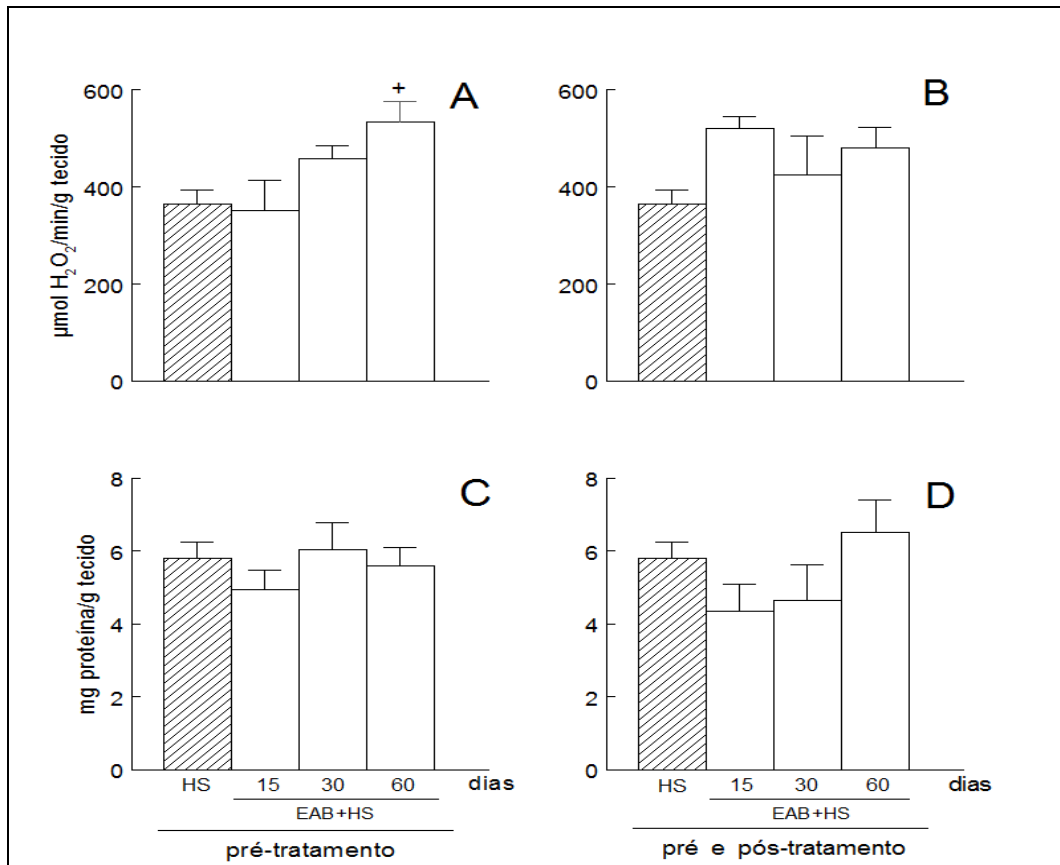 A
+
600
400
200
0
µmol H₂O₂/min/g tecido
B
600
400
200
0
C
8
6
4
2
0
mg proteína/g tecido
HS 15 30 60 dias
EAB+HS
pré-tratamento
D
8
6
4
2
0
HS 15 30 60 dias
EAB+HS
pré e pós-tratamento